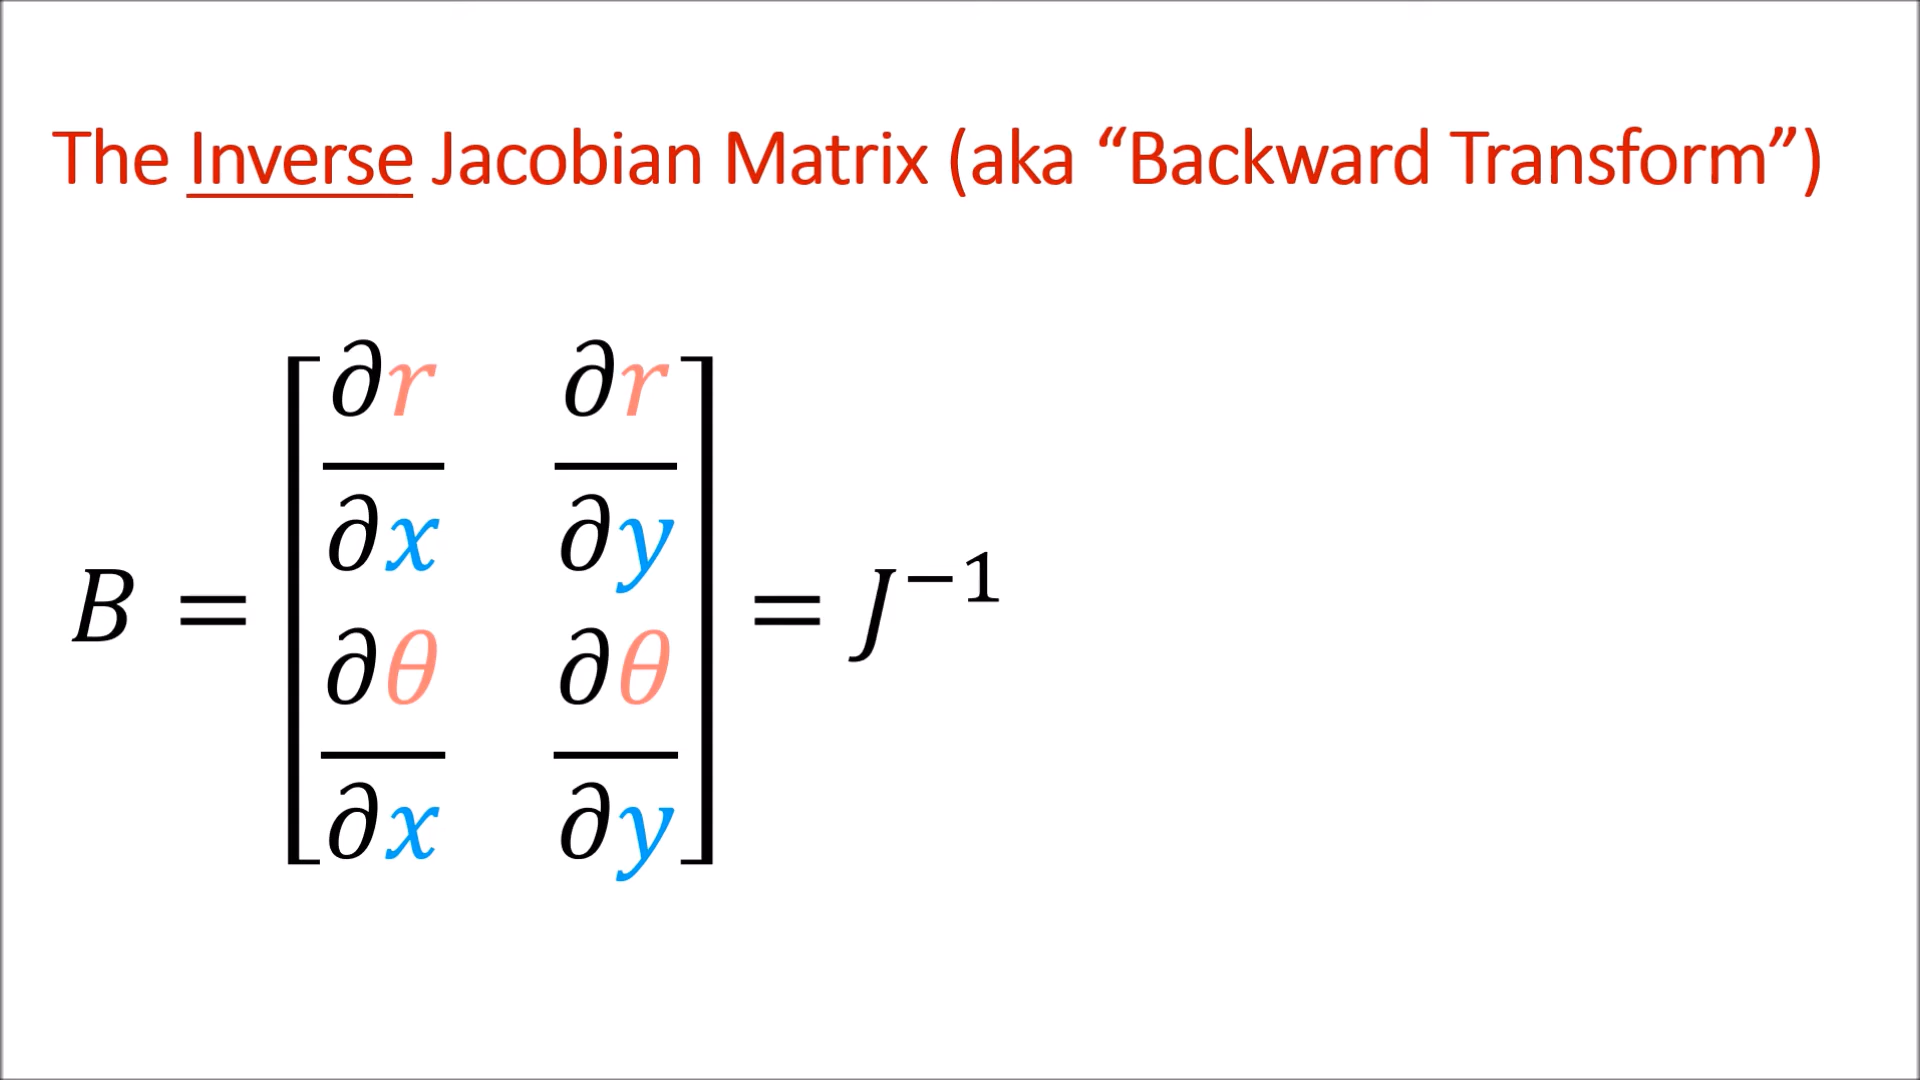 The Inverse Jacobian Matrix (aka “Backward Transform”)
∂r ∂r
∂x ∂y
B = = J⁻¹
∂θ ∂θ
∂x ∂y